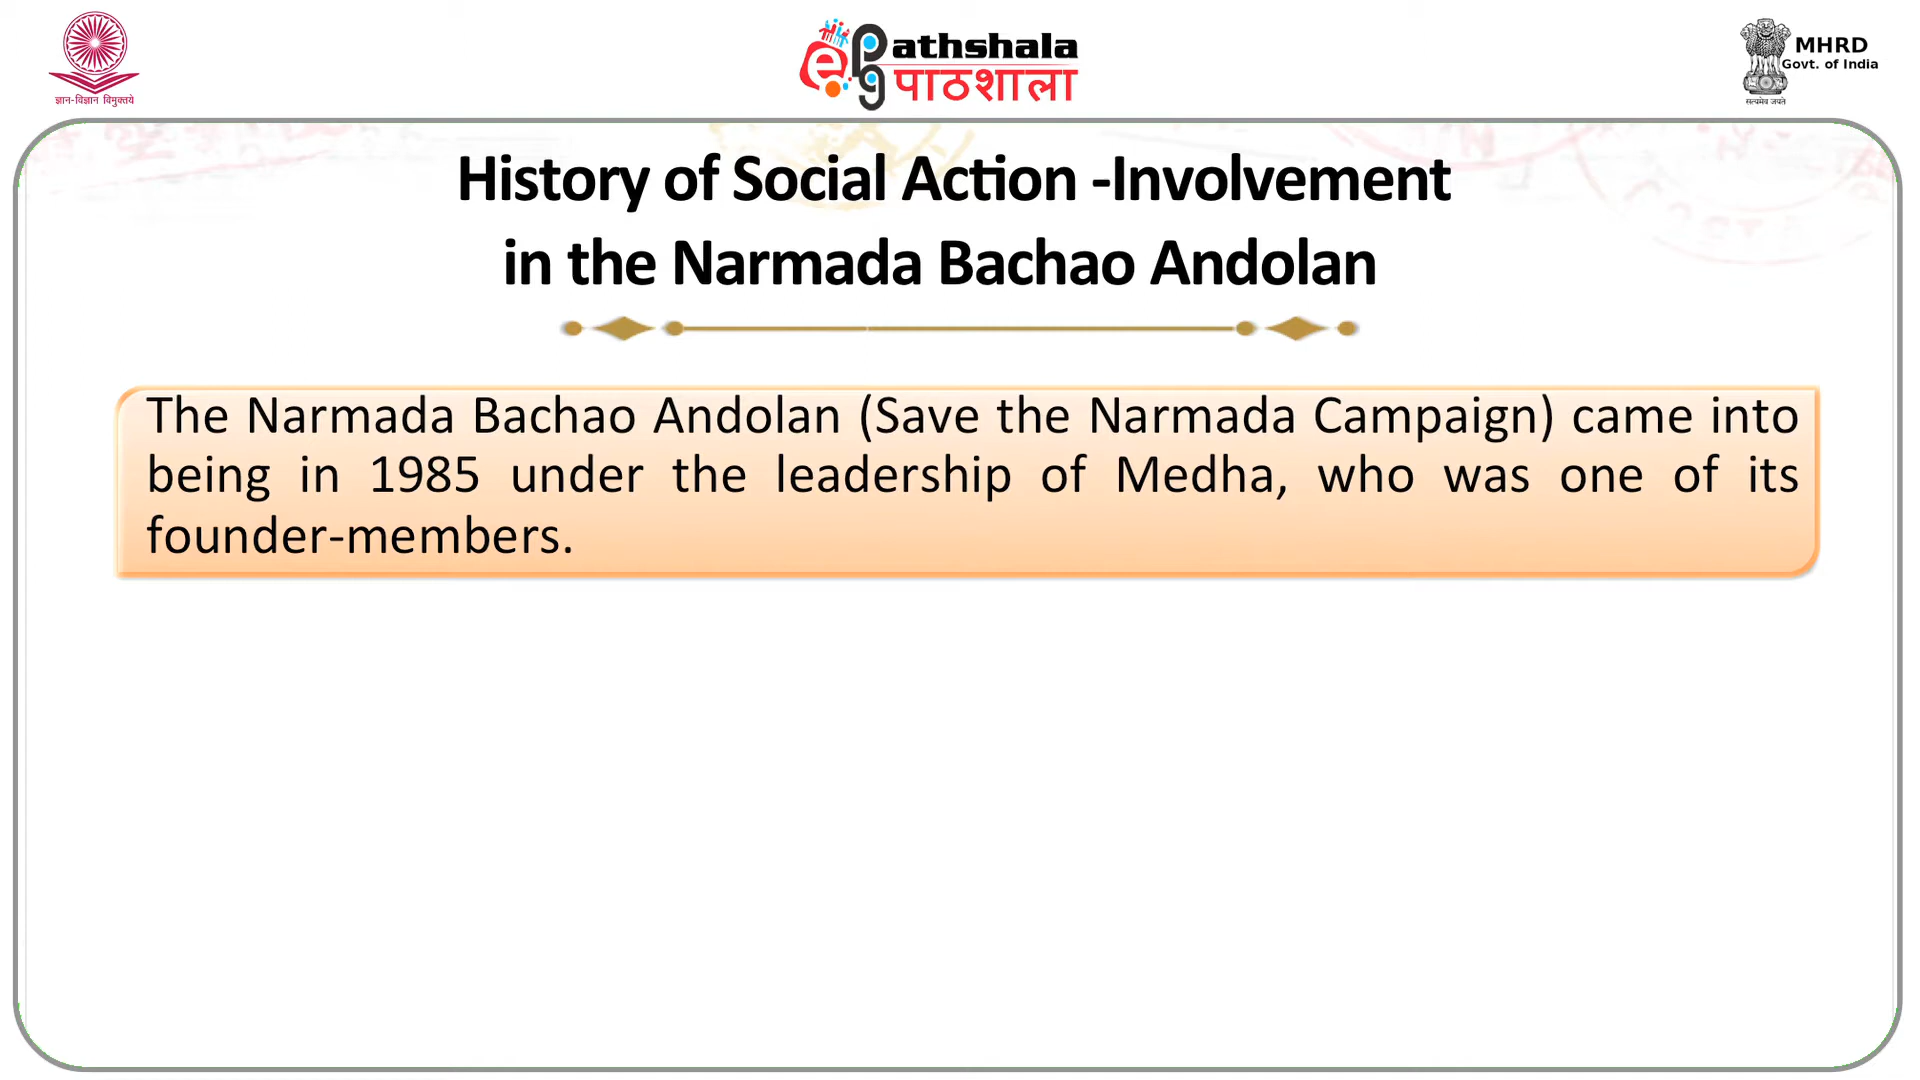 ज्ञान-विज्ञान विमुक्तये
e pg athshala
पाठशाला
MHRD
Govt. of India
सत्यमेव जयते
History of Social Action -Involvement
in the Narmada Bachao Andolan
The Narmada Bachao Andolan (Save the Narmada Campaign) came into
being in 1985 under the leadership of Medha, who was one of its
founder-members.